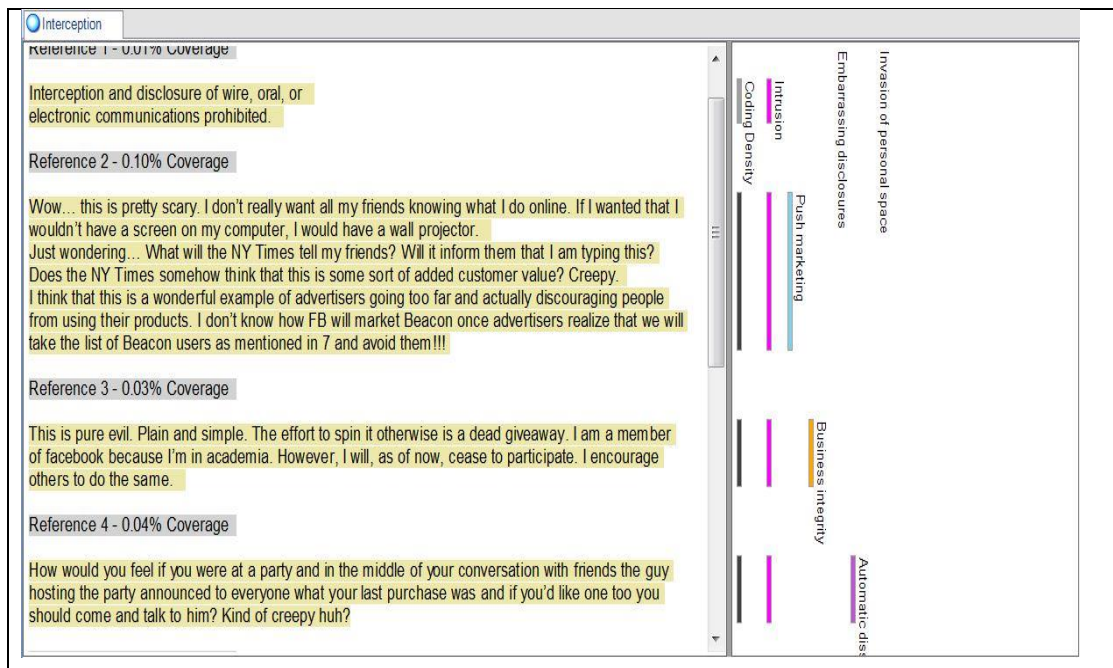 Interception
Reference 1 - 0.01% Coverage
Interception and disclosure of wire, oral, or
electronic communications prohibited.
Reference 2 - 0.10% Coverage
Wow… this is pretty scary. I don’t really want all my friends knowing what I do online. If I wanted that I
wouldn’t have a screen on my computer, I would have a wall projector.
Just wondering… What will the NY Times tell my friends? Will it inform them that I am typing this?
Does the NY Times somehow think that this is some sort of added customer value? Creepy.
I think that this is a wonderful example of advertisers going too far and actually discouraging people
from using their products. I don’t know how FB will market Beacon once advertisers realize that we will
take the list of Beacon users as mentioned in 7 and avoid them!!!
Reference 3 - 0.03% Coverage
This is pure evil. Plain and simple. The effort to spin it otherwise is a dead giveaway. I am a member
of facebook because I’m in academia. However, I will, as of now, cease to participate. I encourage
others to do the same.
Reference 4 - 0.04% Coverage
How would you feel if you were at a party and in the middle of your conversation with friends the guy
hosting the party announced to everyone what your last purchase was and if you’d like one too you
should come and talk to him? Kind of creepy huh?
Coding Density
Intrusion
Push marketing
Business integrity
Embarrassing disclosures
Automatic diss
Invasion of personal space